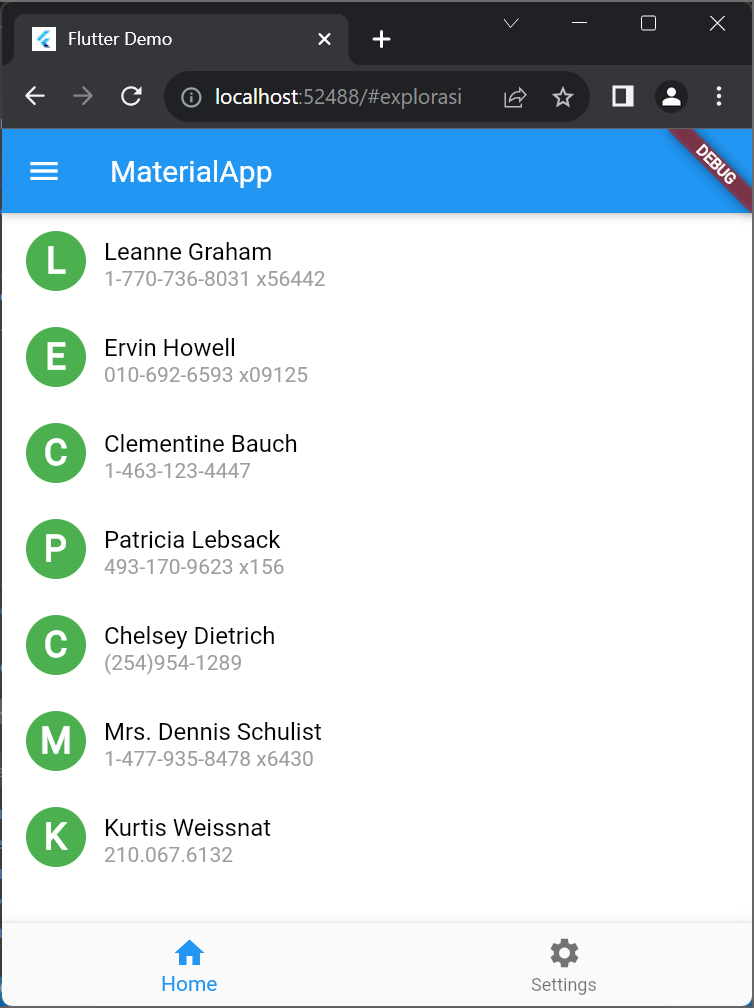 Flutter Demo
localhost:52488/#explorasi
MaterialApp
DEBUG
L
Leanne Graham
1-770-736-8031 x56442
E
Ervin Howell
010-692-6593 x09125
C
Clementine Bauch
1-463-123-4447
P
Patricia Lebsack
493-170-9623 x156
C
Chelsey Dietrich
(254)954-1289
M
Mrs. Dennis Schulist
1-477-935-8478 x6430
K
Kurtis Weissnat
210.067.6132
Home
Settings